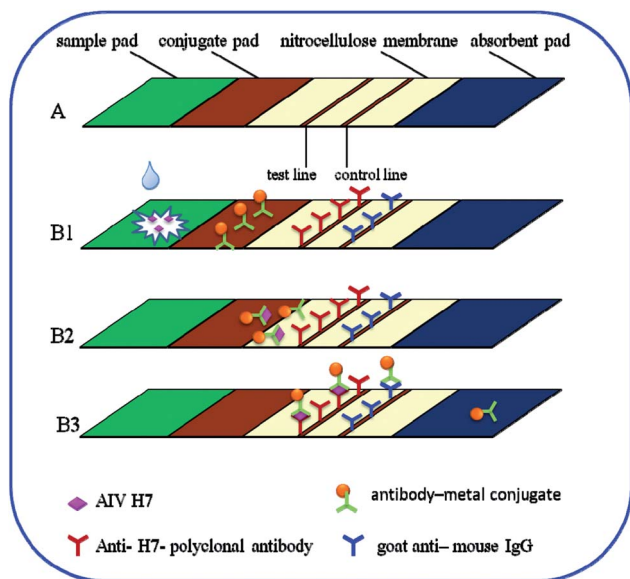 sample pad conjugate pad nitrocellulose membrane absorbent pad
A
test line control line
B1
B2
B3
AIV H7 antibody–metal conjugate
Anti- H7- polyclonal antibody goat anti– mouse IgG